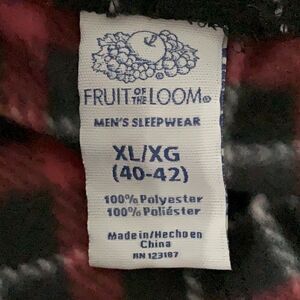 FRUIT OF THE LOOM®
MEN'S SLEEPWEAR
XL/XG
(40-42)
100% Polyester
100% Poliéster
Made in/Hecho en
China
RN 123187